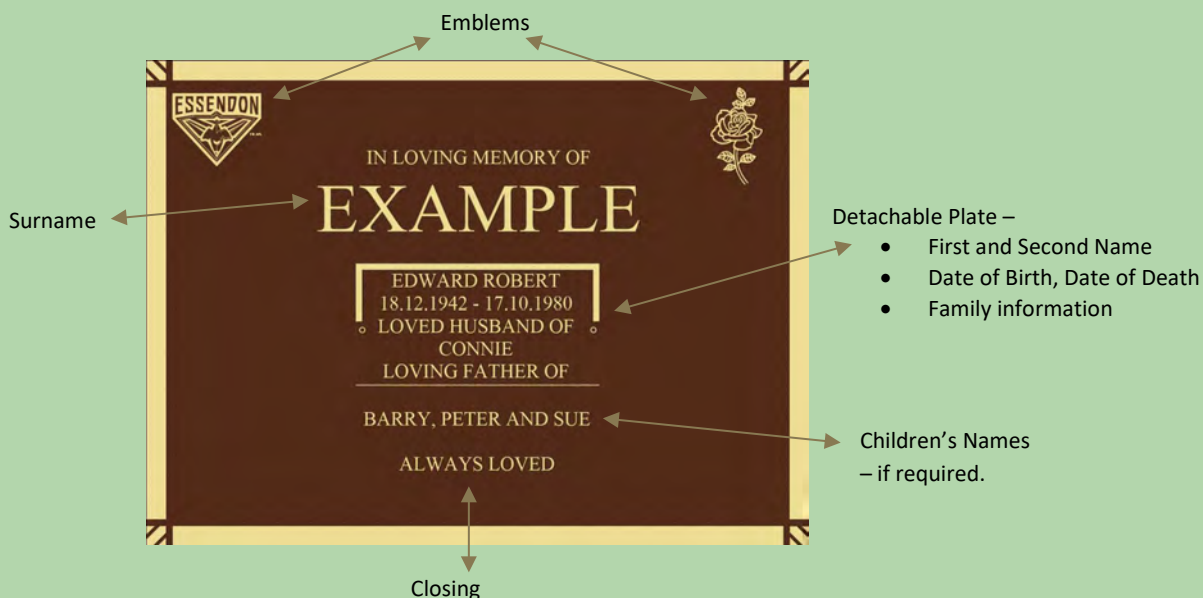 Emblems
ESSENDON
IN LOVING MEMORY OF
EXAMPLE
Surname
Detachable Plate –
• First and Second Name
• Date of Birth, Date of Death
• Family information
EDWARD ROBERT
18.12.1942 - 17.10.1980
LOVED HUSBAND OF
CONNIE
LOVING FATHER OF
BARRY, PETER AND SUE
Children's Names
– if required.
ALWAYS LOVED
Closing